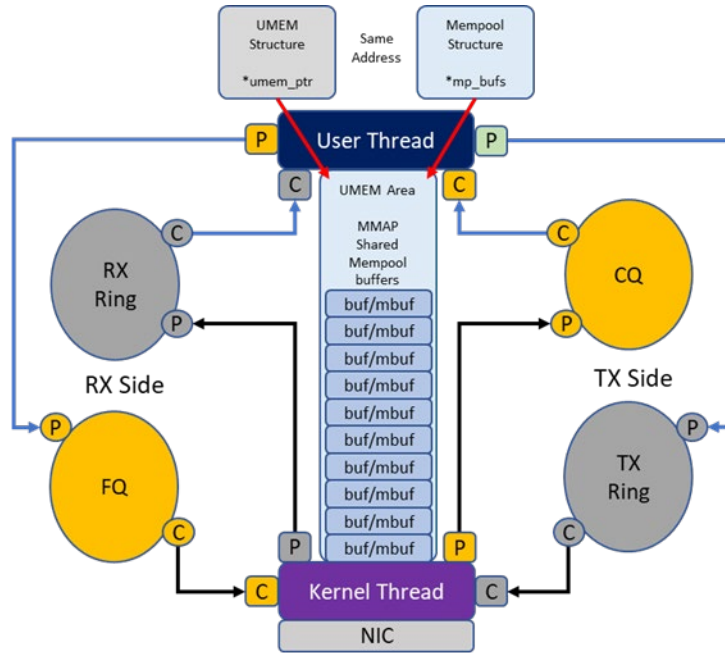 UMEM
Structure
*umem_ptr
Same
Address
Mempool
Structure
*mp_bufs
P
User Thread
P
C
C
UMEM Area
MMAP
Shared
Mempool
buffers
C
RX
Ring
P
C
CQ
P
buf/mbuf
buf/mbuf
buf/mbuf
buf/mbuf
buf/mbuf
buf/mbuf
buf/mbuf
buf/mbuf
buf/mbuf
buf/mbuf
RX Side
TX Side
P
FQ
C
P
TX
Ring
C
P
P
C
Kernel Thread
C
NIC